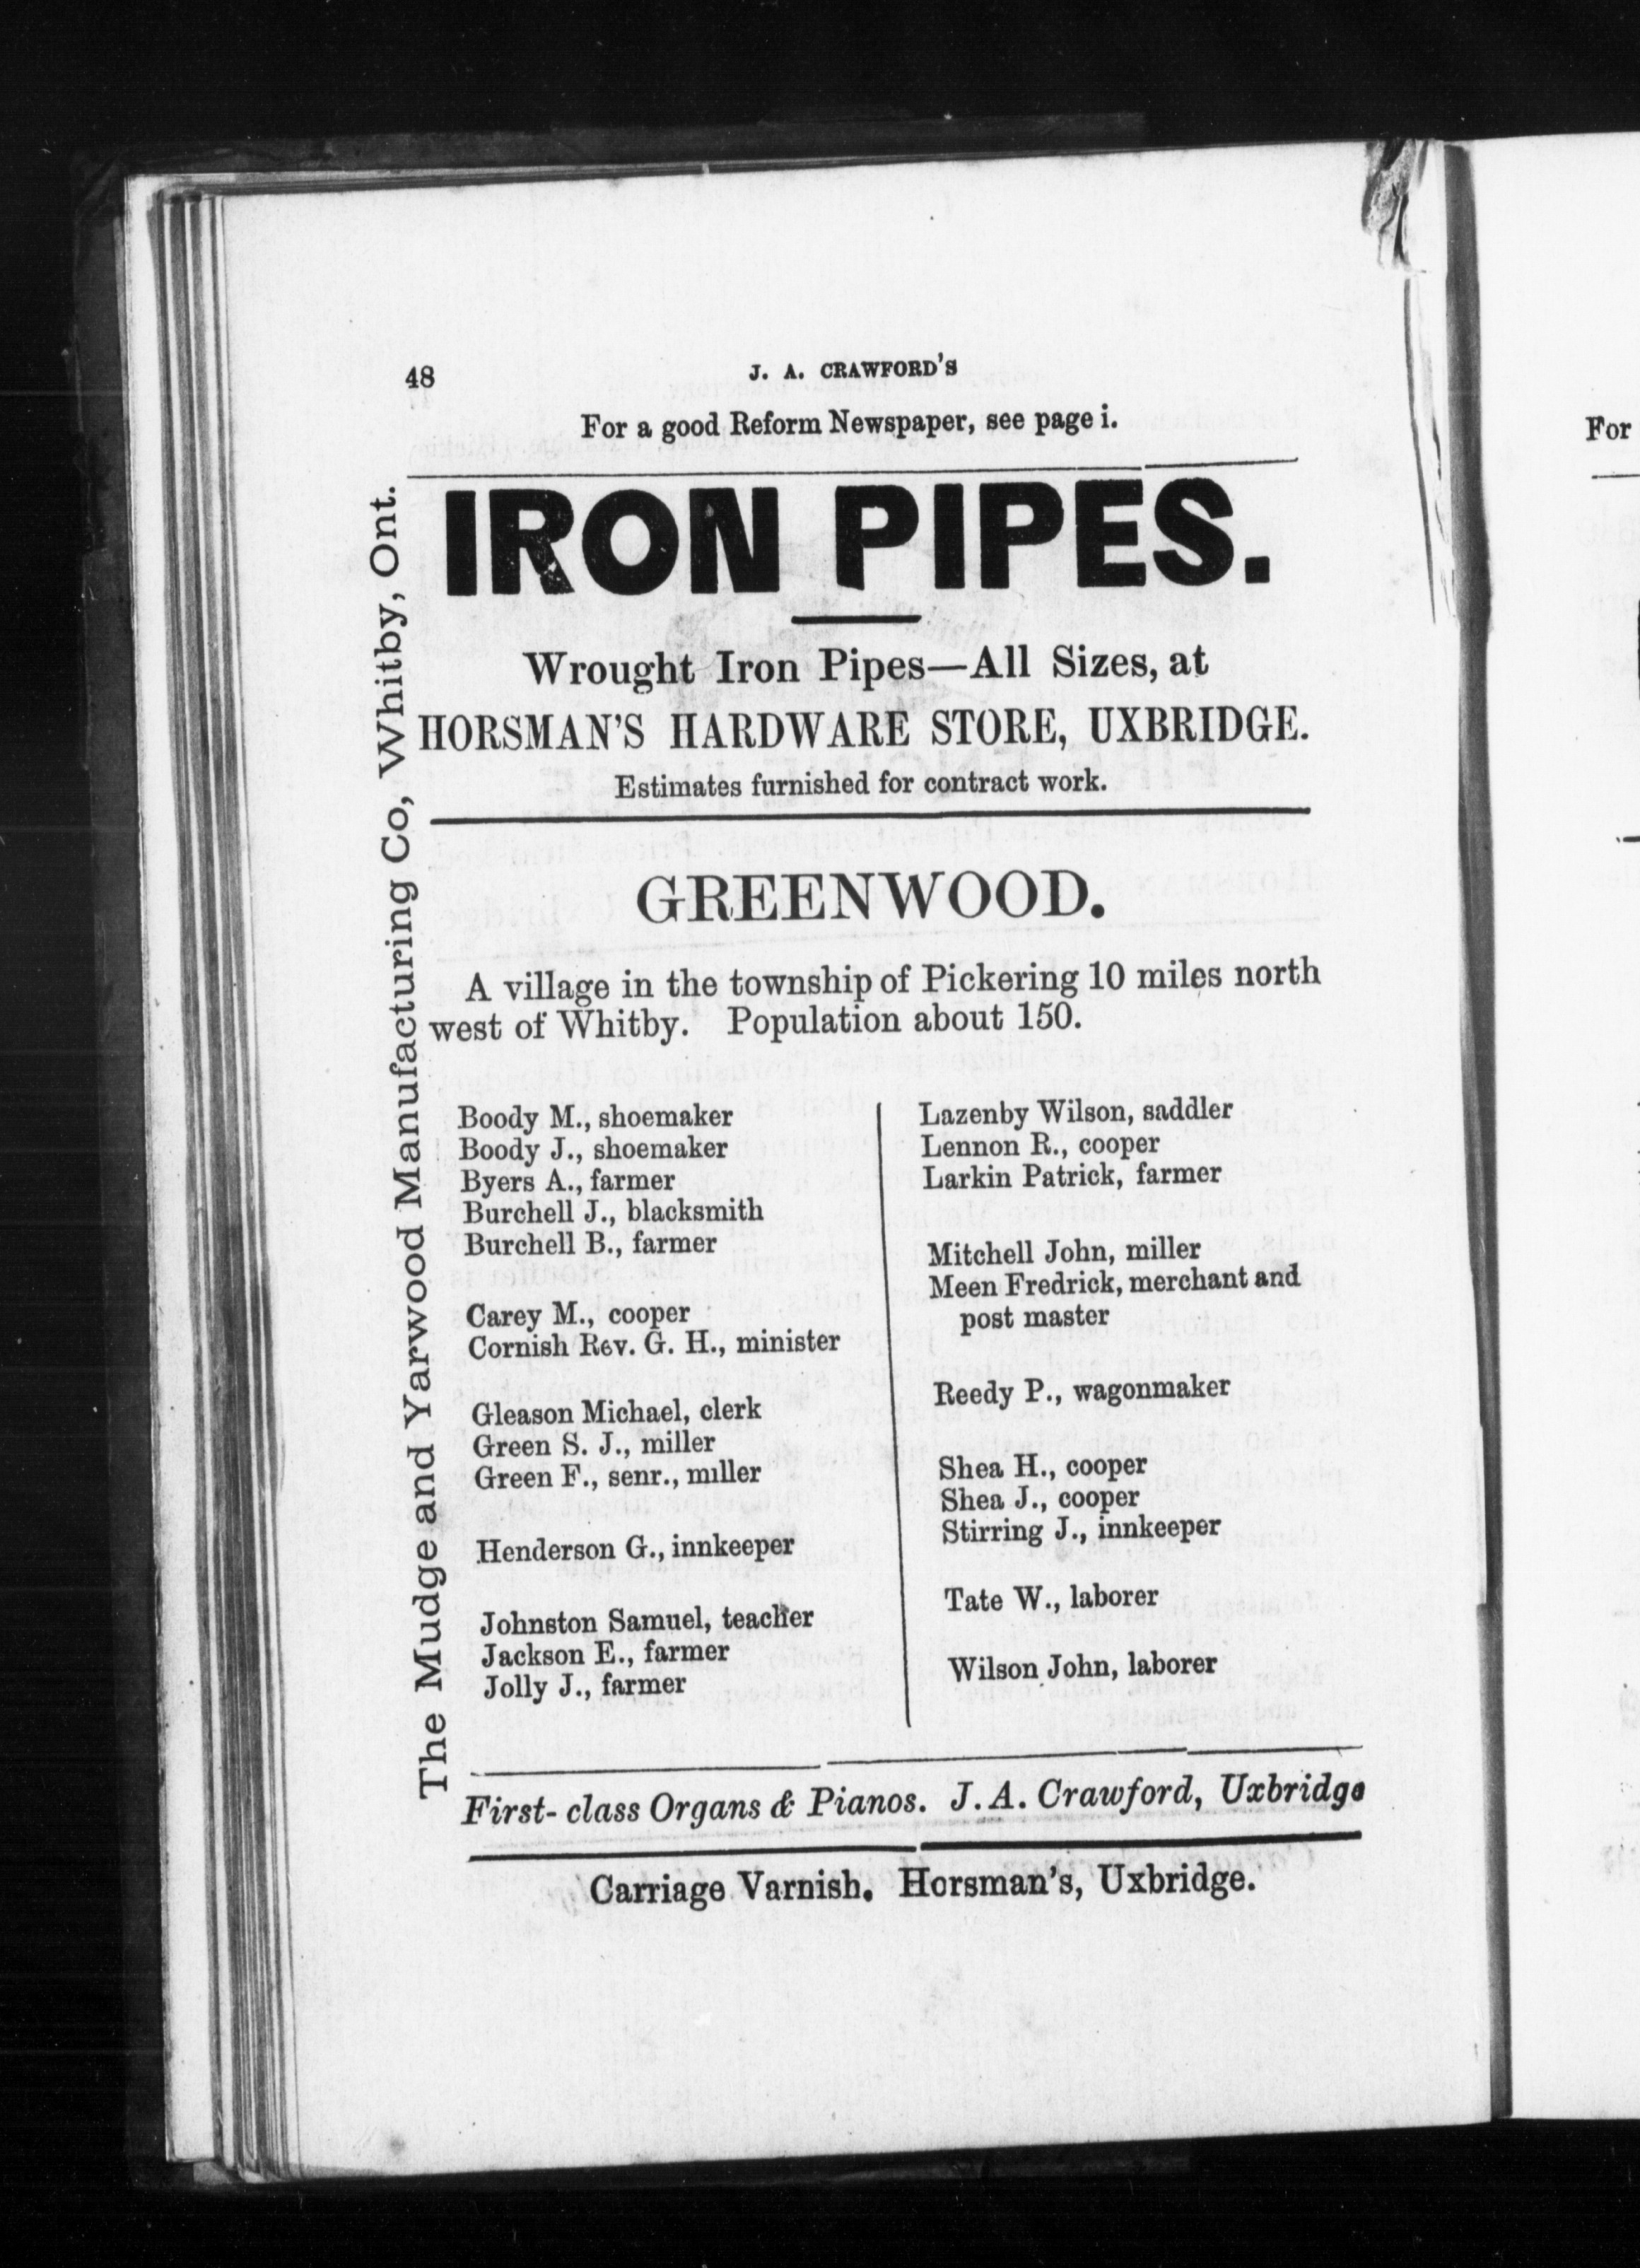 48
J. A. CRAWFORD'S
For a good Reform Newspaper, see page i.
IRON PIPES.
Wrought Iron Pipes—All Sizes, at
HORSMAN'S HARDWARE STORE, UXBRIDGE.
Estimates furnished for contract work.
GREENWOOD.
A village in the township of Pickering 10 miles north
west of Whitby. Population about 150.
Boody M., shoemaker
Boody J., shoemaker
Byers A., farmer
Burchell J., blacksmith
Burchell B., farmer
Carey M., cooper
Cornish Rev. G. H., minister
Gleason Michael, clerk
Green S. J., miller
Green F., senr., miller
Henderson G., innkeeper
Johnston Samuel, teacher
Jackson E., farmer
Jolly J., farmer
Lazenby Wilson, saddler
Lennon R., cooper
Larkin Patrick, farmer
Mitchell John, miller
Meen Fredrick, merchant and
post master
Reedy P., wagonmaker
Shea H., cooper
Shea J., cooper
Stirring J., innkeeper
Tate W., laborer
Wilson John, laborer
First-class Organs & Pianos. J. A. Crawford, Uxbridge
Carriage Varnish. Horsman's, Uxbridge.
The Mudge and Yarwood Manufacturing Co, Whitby, Ont.
For